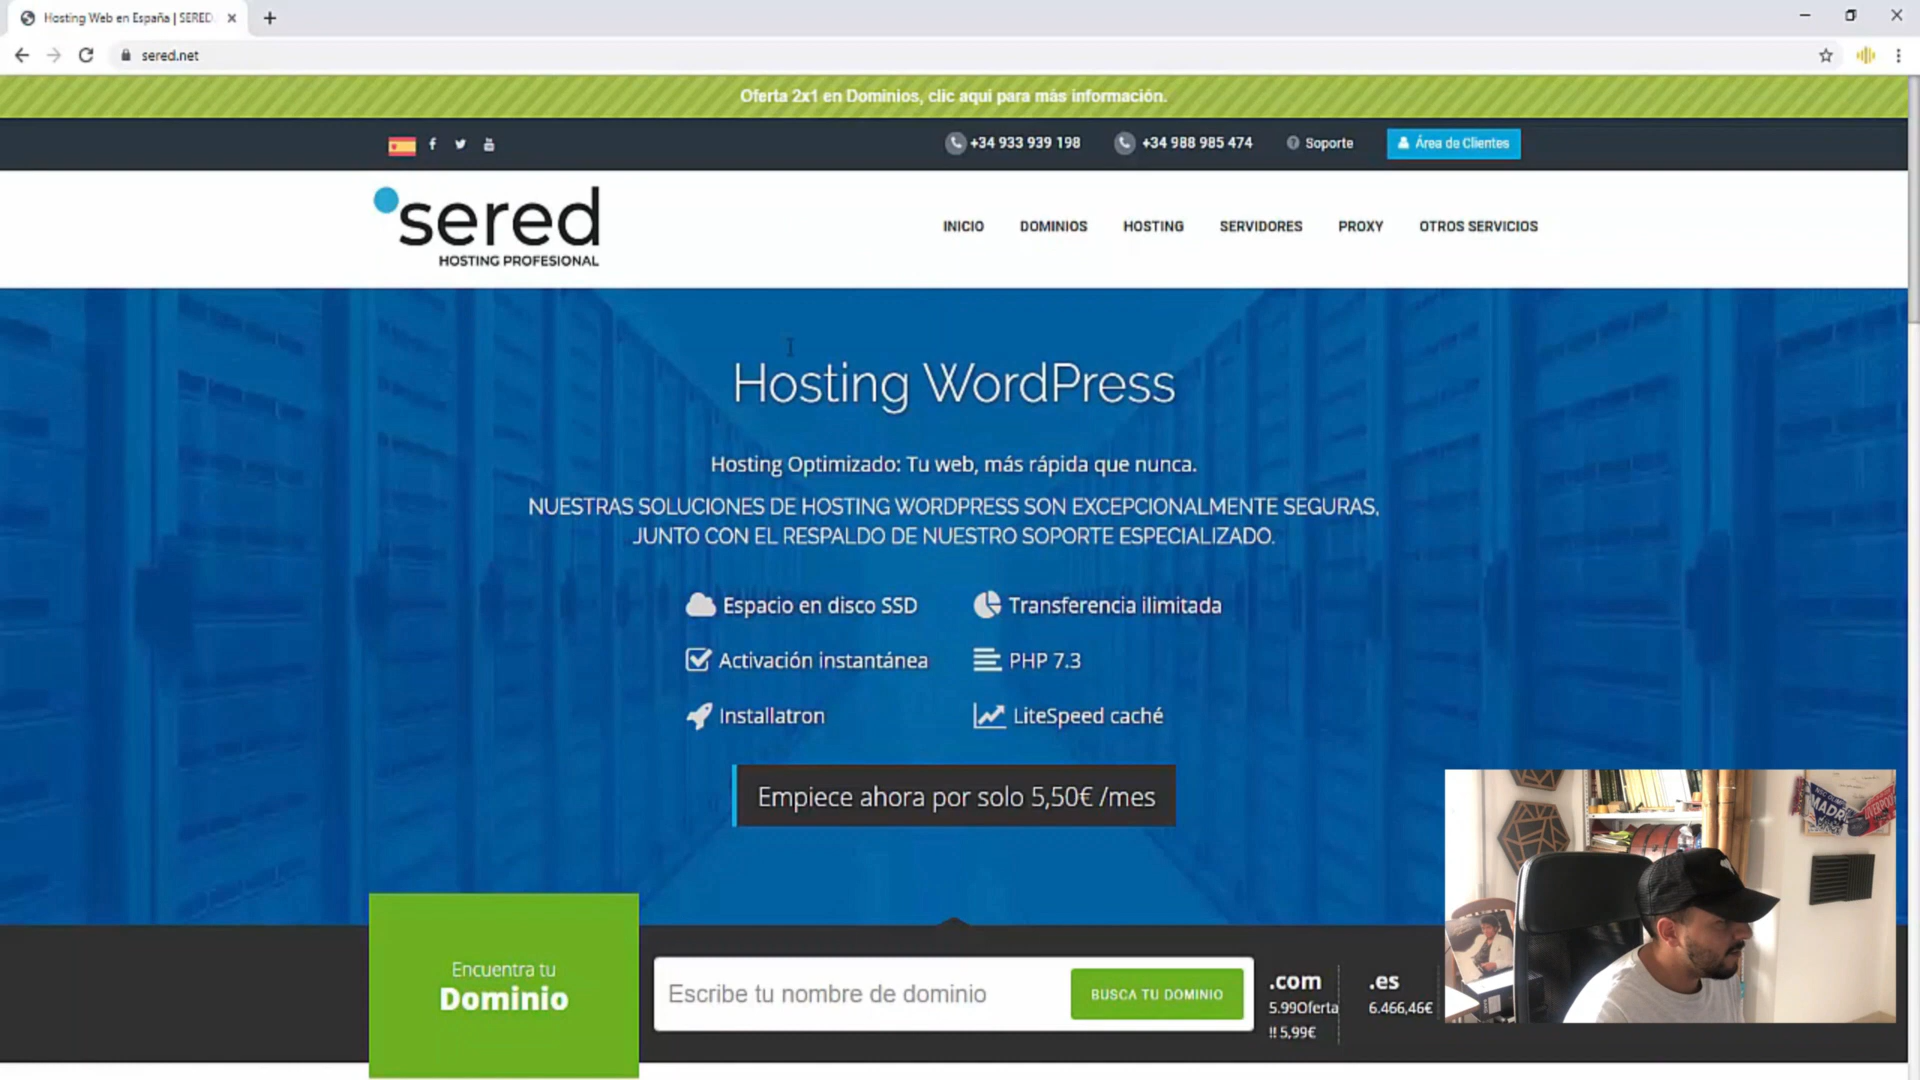 Hosting Web en España | SERED
sered.net
Oferta 2x1 en Dominios, clic aquí para más información.
+34 933 939 198
+34 988 985 474
Soporte
Área de Clientes
sered
HOSTING PROFESIONAL
INICIO
DOMINIOS
HOSTING
SERVIDORES
PROXY
OTROS SERVICIOS
Hosting WordPress
Hosting Optimizado: Tu web, más rápida que nunca.
NUESTRAS SOLUCIONES DE HOSTING WORDPRESS SON EXCEPCIONALMENTE SEGURAS,
JUNTO CON EL RESPALDO DE NUESTRO SOPORTE ESPECIALIZADO.
Espacio en disco SSD
Transferencia ilimitada
Activación instantánea
PHP 7.3
Installatron
LiteSpeed caché
Empiece ahora por solo 5,50€ /mes
Encuentra tu
Dominio
Escribe tu nombre de dominio
BUSCA TU DOMINIO
.com
5.99Oferta
!! 5,99€
.es
6.466,46€
MADRI
LIVERPOOL